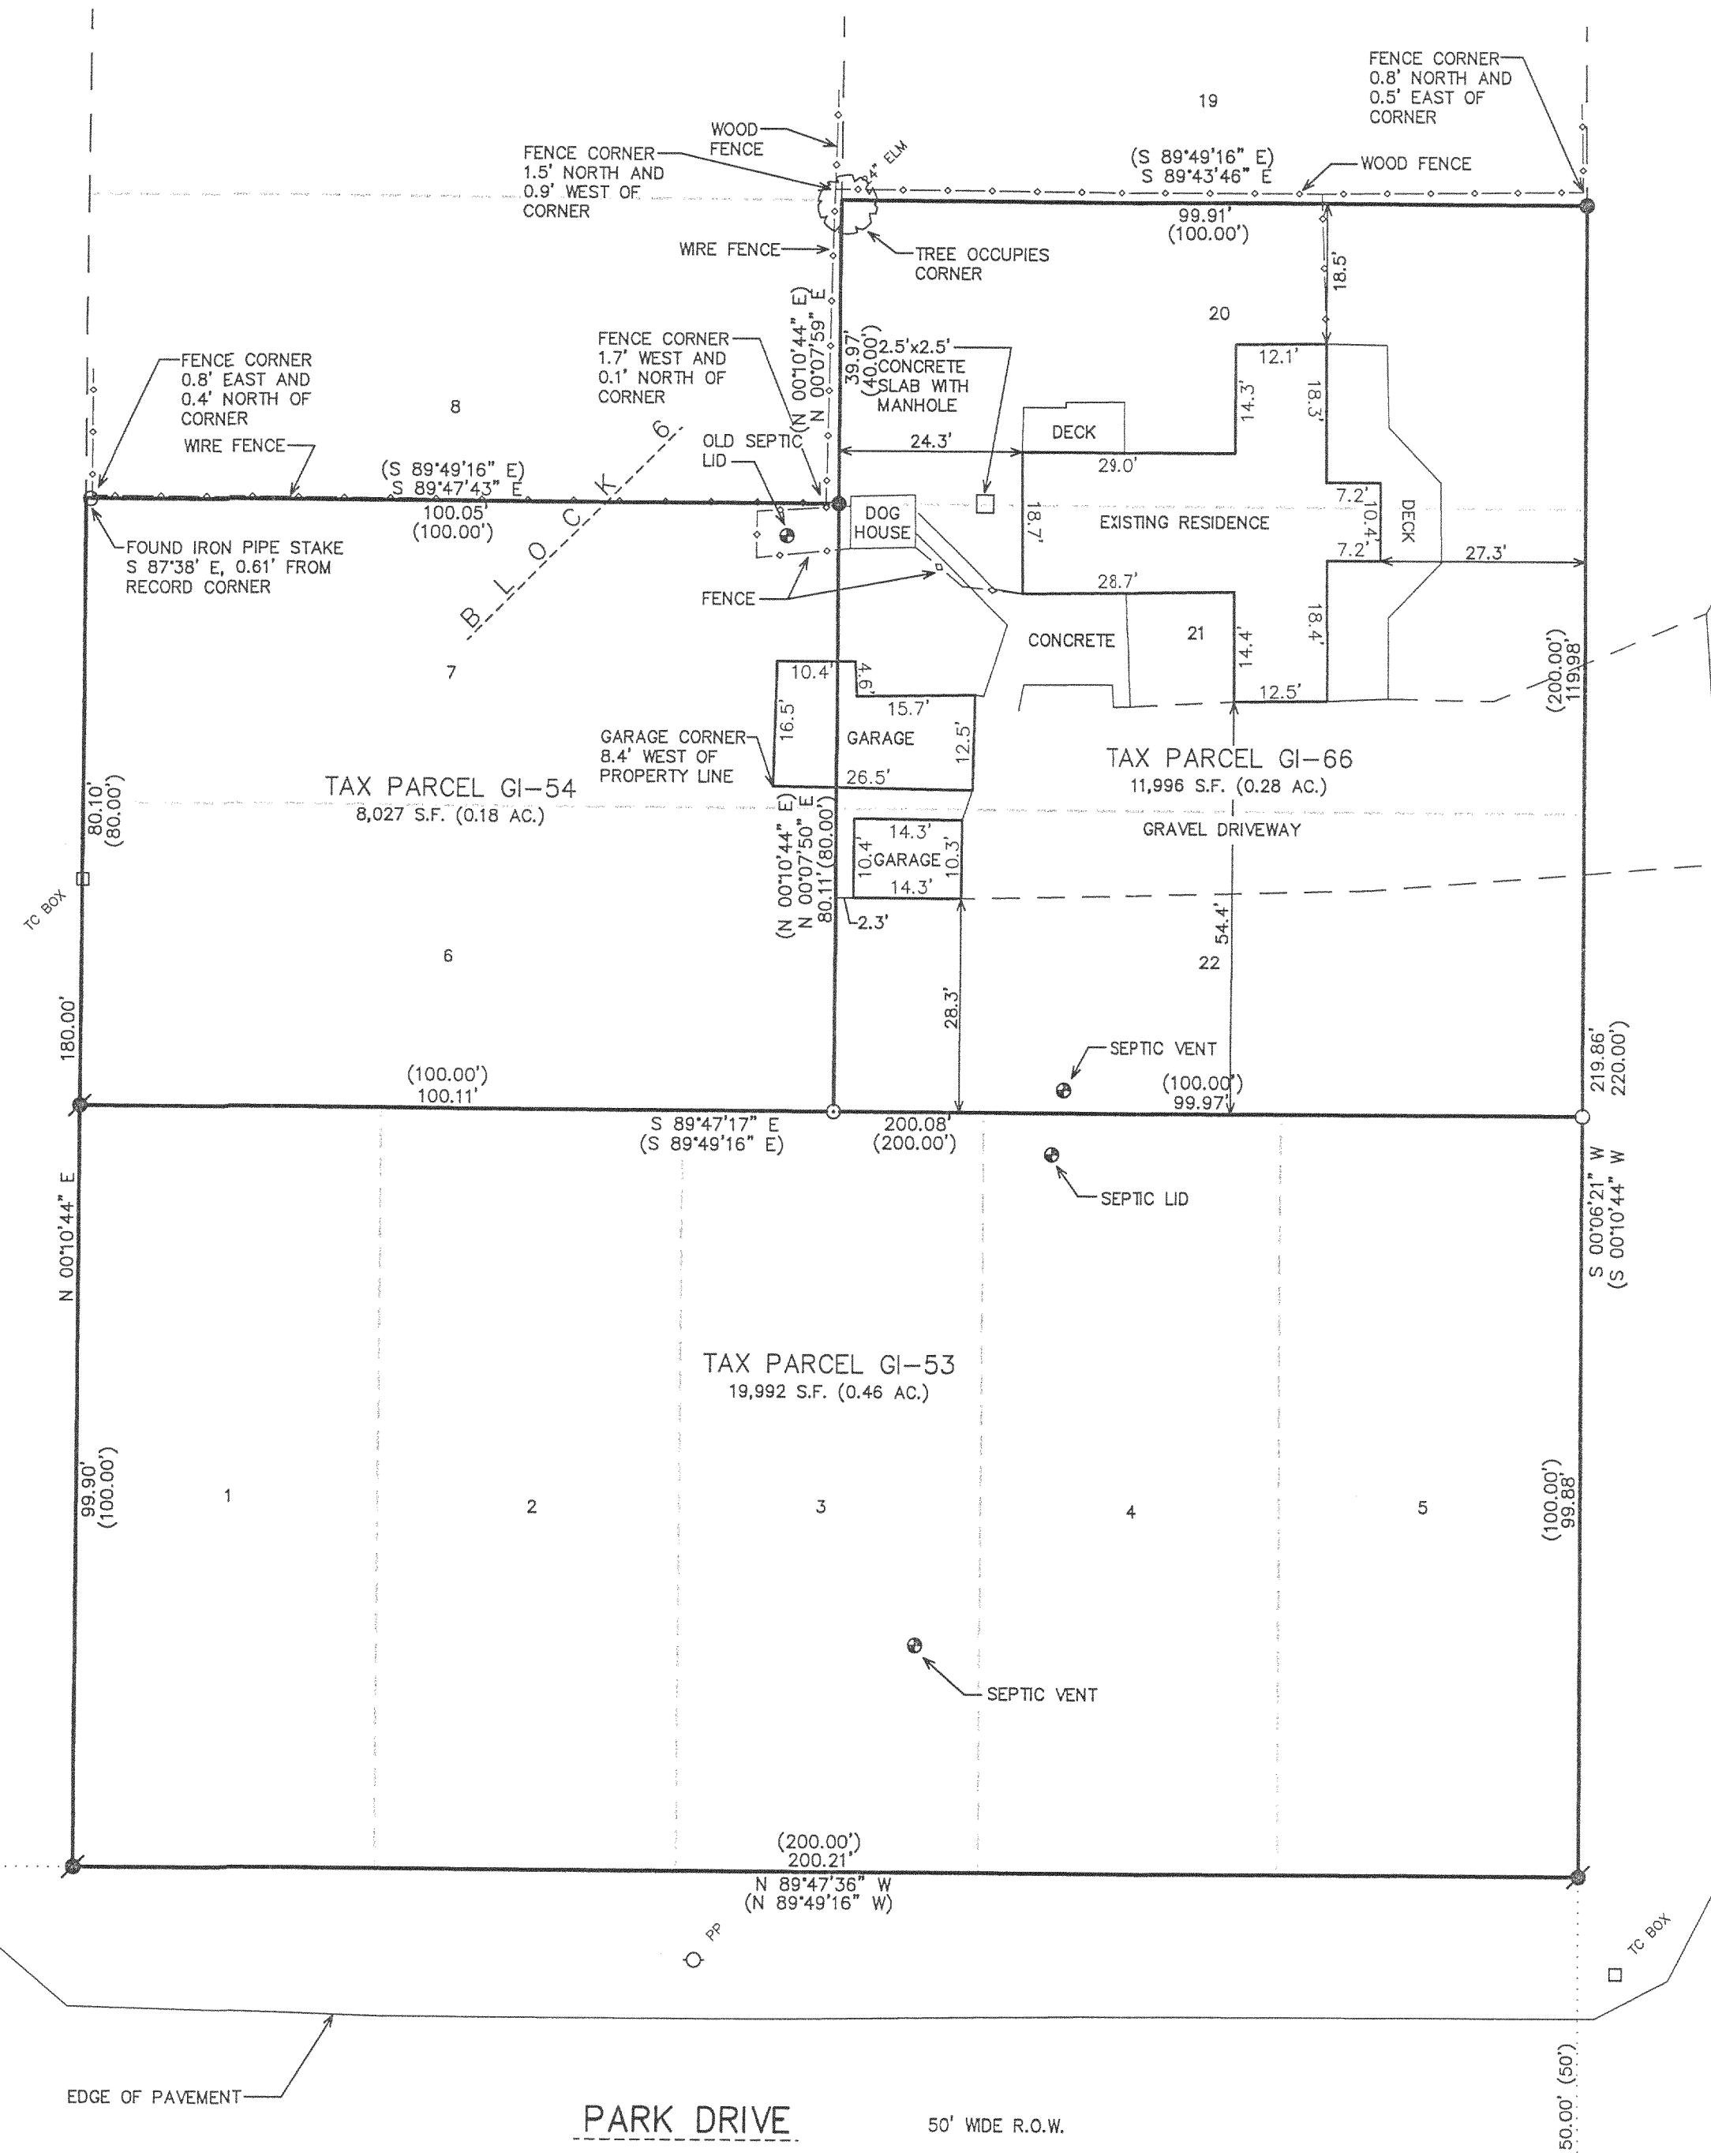 FENCE CORNER
0.8' NORTH AND
0.5' EAST OF
CORNER
19
WOOD
FENCE
FENCE CORNER
1.5' NORTH AND
0.9' WEST OF
CORNER
ELM
(S 89°49'16" E)
S 89°43'46" E
WOOD FENCE
99.91'
(100.00')
WIRE FENCE
TREE OCCUPIES
CORNER
18.5'
(N 00°10'44" E)
N 00°07'59" E
39.97'
(40.00')
20
FENCE CORNER
1.7' WEST AND
0.1' NORTH OF
CORNER
2.5'x2.5'
CONCRETE
SLAB WITH
MANHOLE
FENCE CORNER
0.8' EAST AND
0.4' NORTH OF
CORNER
WIRE FENCE
8
12.1'
14.3'
18.3'
DECK
24.3'
29.0'
OLD SEPTIC
LID
(S 89°49'16" E)
S 89°47'43" E
100.05'
(100.00')
BLOCK 6
DOG
HOUSE
18.7'
EXISTING RESIDENCE
7.2'
10.4'
DECK
7.2'
27.3'
FOUND IRON PIPE STAKE
S 87°38' E, 0.61' FROM
RECORD CORNER
FENCE
28.7'
CONCRETE
21
14.4'
18.4'
12.5'
(200.00')
119.98'
7
10.4'
4.6'
16.5'
15.7'
GARAGE
12.5'
26.5'
GARAGE CORNER
8.4' WEST OF
PROPERTY LINE
TAX PARCEL GI-66
11,996 S.F. (0.28 AC.)
TAX PARCEL GI-54
8,027 S.F. (0.18 AC.)
80.10'
(80.00')
GRAVEL DRIVEWAY
(N 00°10'44" E)
N 00°07'50" E
80.11' (80.00')
14.3'
10.4'
GARAGE
10.3'
14.3'
2.3'
TC BOX
6
54.4'
22
28.3'
180.00'
SEPTIC VENT
219.86'
220.00')
(100.00')
100.11'
(100.00')
99.97'
S 89°47'17" E
(S 89°49'16" E)
200.08'
(200.00')
SEPTIC LID
N 00°10'44" E
S 00°06'21" W
(S 00°10'44" W
TAX PARCEL GI-53
19,992 S.F. (0.46 AC.)
99.90'
(100.00')
1
2
3
4
5
(100.00')
99.88'
SEPTIC VENT
(200.00')
200.21'
N 89°47'36" W
(N 89°49'16" W)
PP
TC BOX
EDGE OF PAVEMENT
PARK DRIVE
50' WIDE R.O.W.
50.00' (50')